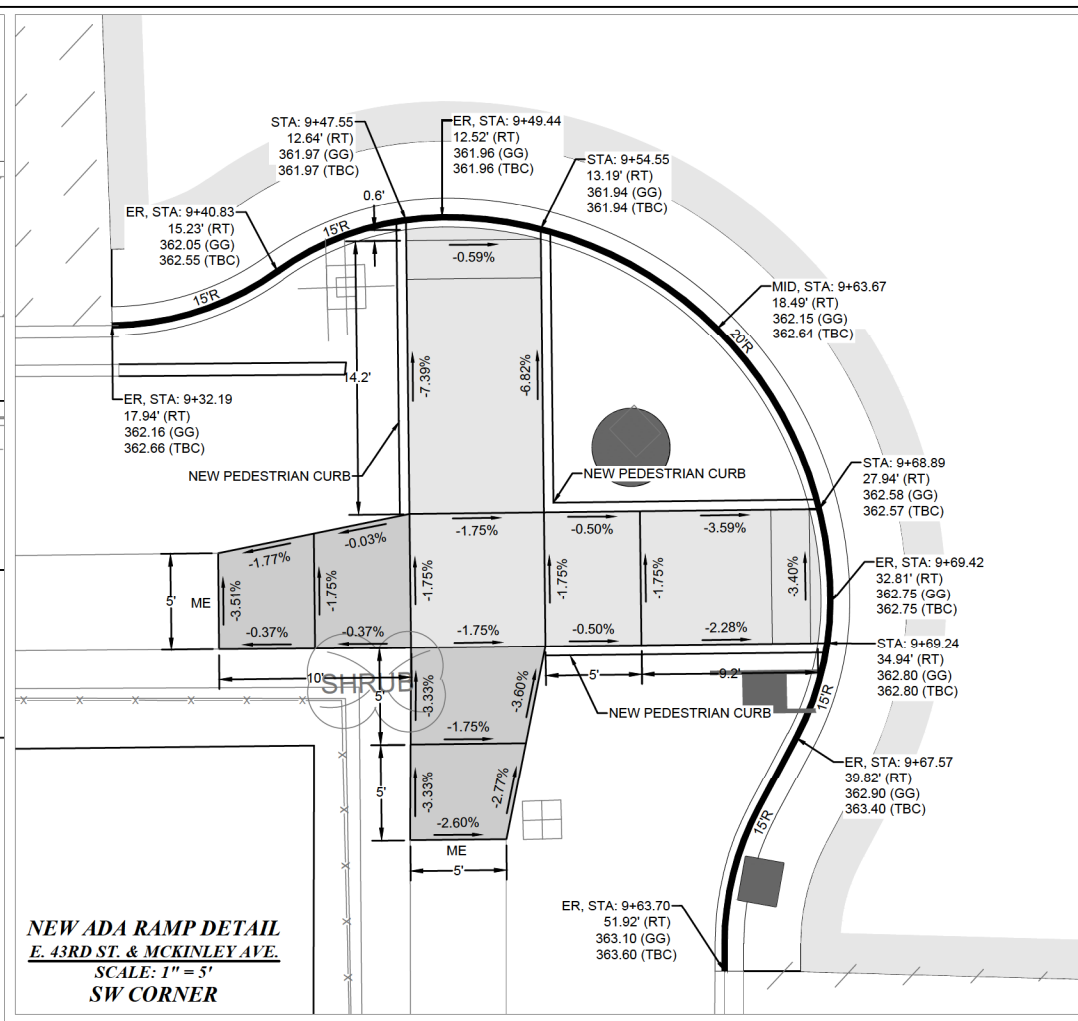 STA: 9+47.55
12.64' (RT)
361.97 (GG)
361.97 (TBC)
ER, STA: 9+49.44
12.52' (RT)
361.96 (GG)
361.96 (TBC)
STA: 9+54.55
13.19' (RT)
361.94 (GG)
361.94 (TBC)
0.6'
ER, STA: 9+40.83
15.23' (RT)
362.05 (GG)
362.55 (TBC)
15'R
15'R
-0.59%
MID, STA: 9+63.67
18.49' (RT)
362.15 (GG)
362.64 (TBC)
20'R
ER, STA: 9+32.19
17.94' (RT)
362.16 (GG)
362.66 (TBC)
14.2'
-7.39%
-6.82%
NEW PEDESTRIAN CURB
NEW PEDESTRIAN CURB
STA: 9+68.89
27.94' (RT)
362.58 (GG)
362.57 (TBC)
-1.75%
-0.50%
-3.59%
-0.03%
-1.77%
5'
ME
-3.51%
-1.75%
-1.75%
-1.75%
-1.75%
-3.40%
ER, STA: 9+69.42
32.81' (RT)
362.75 (GG)
362.75 (TBC)
-0.37%
-0.37%
-1.75%
-0.50%
-2.28%
STA: 9+69.24
34.94' (RT)
362.80 (GG)
362.80 (TBC)
10'
SHRUB
5'
-3.33%
-3.60%
5'
9.2'
15'R
NEW PEDESTRIAN CURB
-1.75%
ER, STA: 9+67.57
39.82' (RT)
362.90 (GG)
363.40 (TBC)
5'
-3.33%
-2.77%
-2.60%
15'R
ME
5'
ER, STA: 9+63.70
51.92' (RT)
363.10 (GG)
363.60 (TBC)
NEW ADA RAMP DETAIL
E. 43RD ST. & MCKINLEY AVE.
SCALE: 1" = 5'
SW CORNER